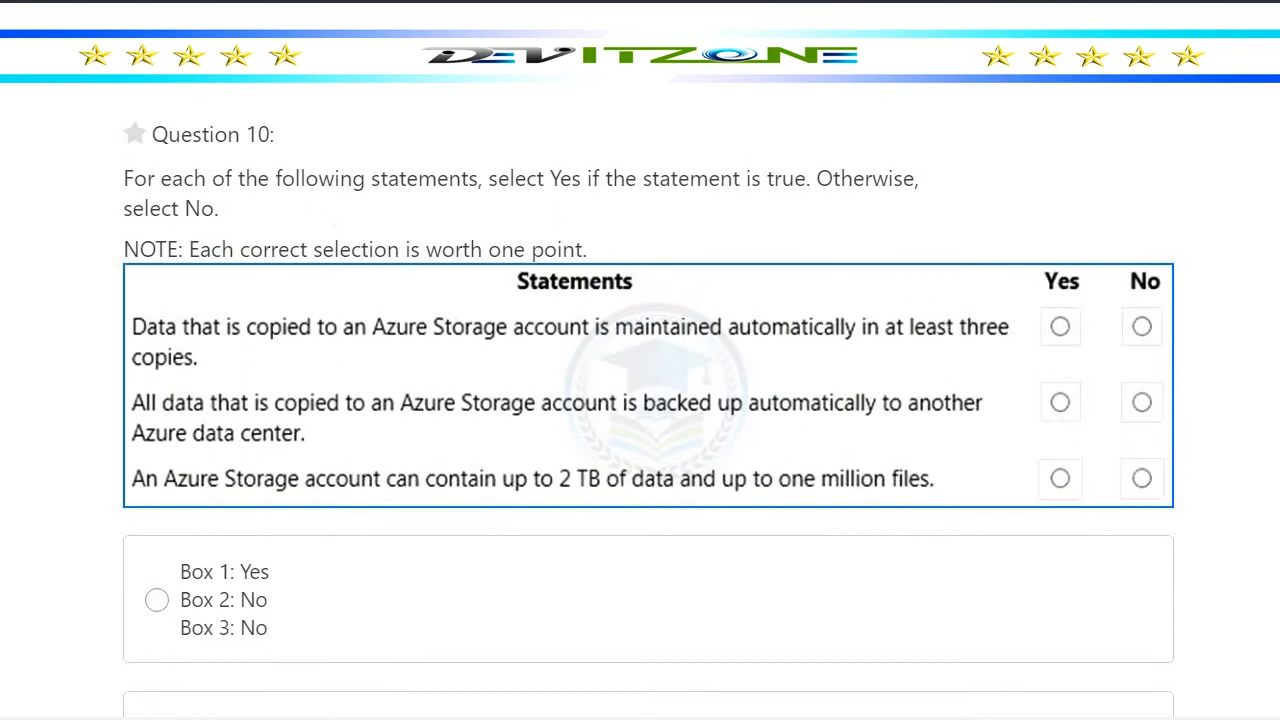 DEVITZONE
Question 10:
For each of the following statements, select Yes if the statement is true. Otherwise,
select No.
NOTE: Each correct selection is worth one point.
Statements Yes No
Data that is copied to an Azure Storage account is maintained automatically in at least three
copies.
All data that is copied to an Azure Storage account is backed up automatically to another
Azure data center.
An Azure Storage account can contain up to 2 TB of data and up to one million files.
Box 1: Yes
Box 2: No
Box 3: No